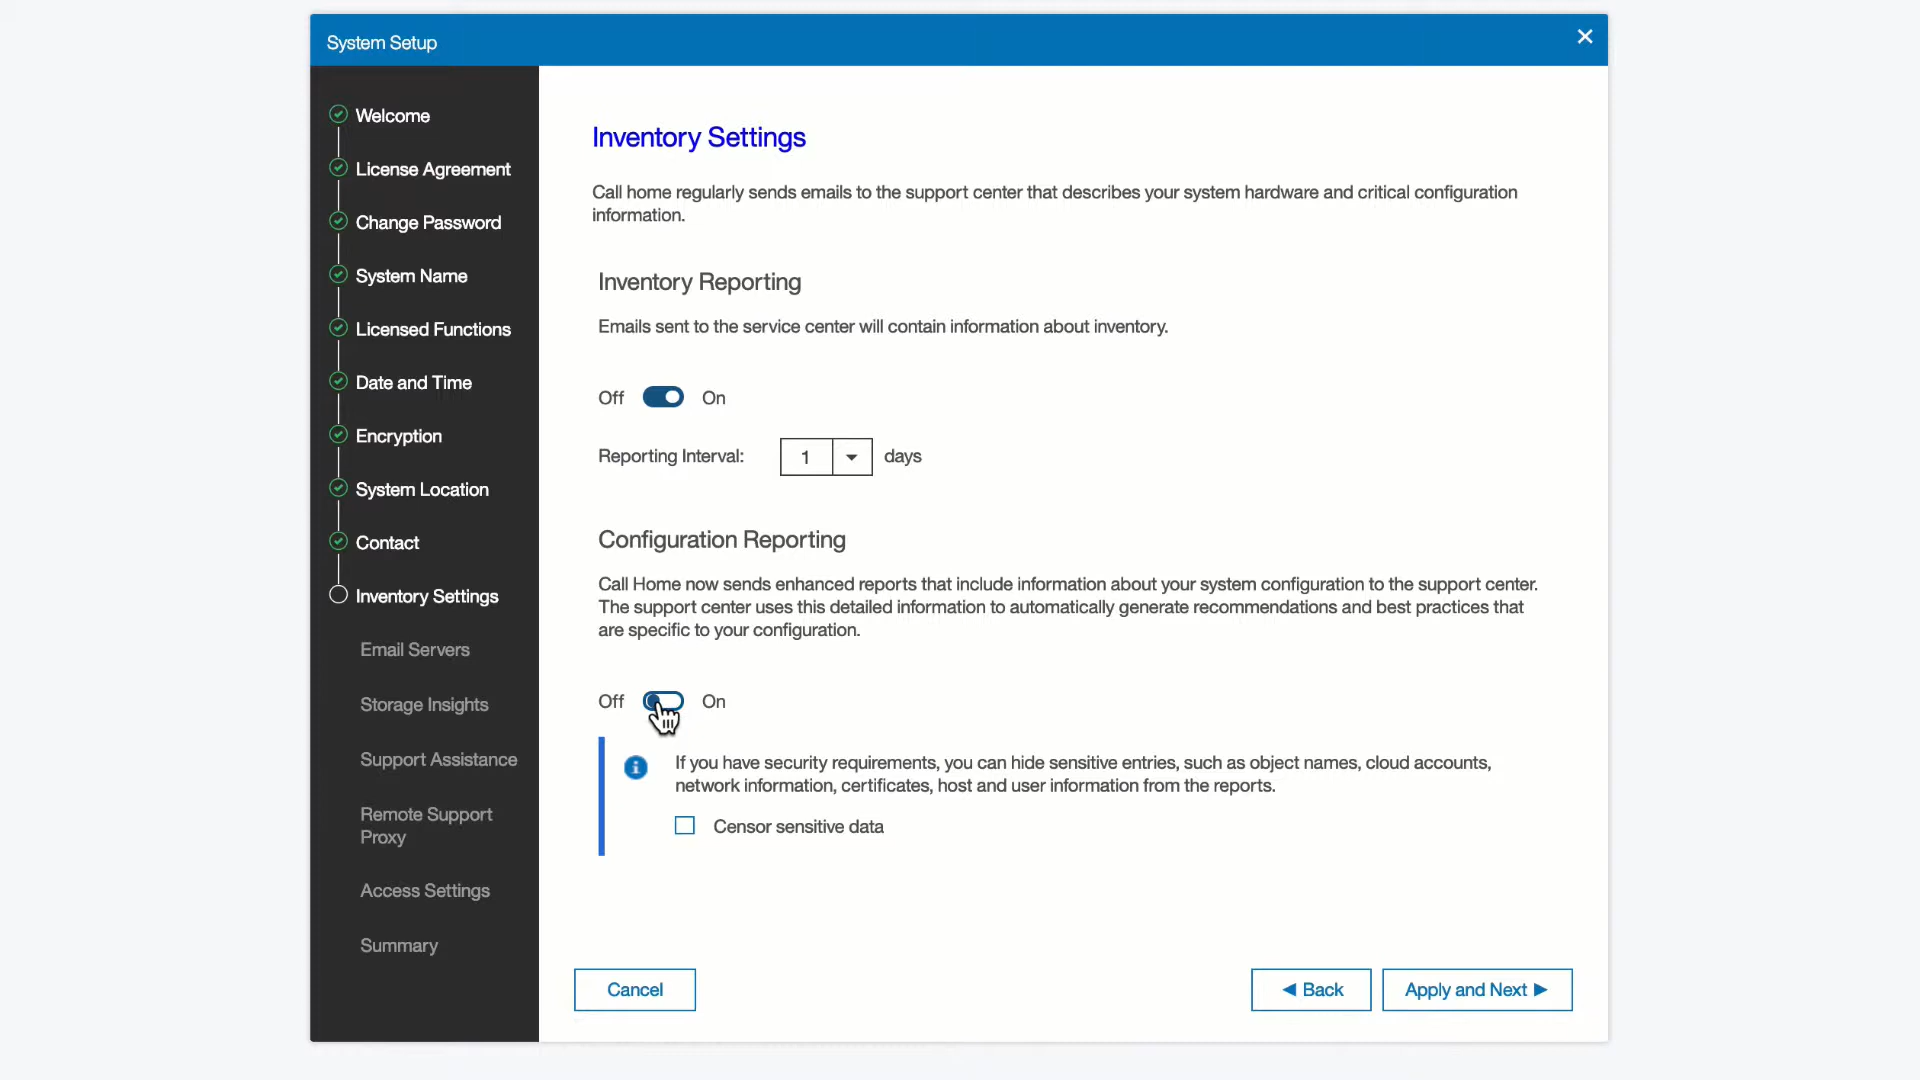 System Setup
Welcome
License Agreement
Change Password
System Name
Licensed Functions
Date and Time
Encryption
System Location
Contact
Inventory Settings
Email Servers
Storage Insights
Support Assistance
Remote Support
Proxy
Access Settings
Summary
Inventory Settings
Call home regularly sends emails to the support center that describes your system hardware and critical configuration
information.
Inventory Reporting
Emails sent to the service center will contain information about inventory.
Off On
Reporting Interval: 1 days
Configuration Reporting
Call Home now sends enhanced reports that include information about your system configuration to the support center.
The support center uses this detailed information to automatically generate recommendations and best practices that
are specific to your configuration.
Off On
If you have security requirements, you can hide sensitive entries, such as object names, cloud accounts,
network information, certificates, host and user information from the reports.
Censor sensitive data
Cancel Back Apply and Next